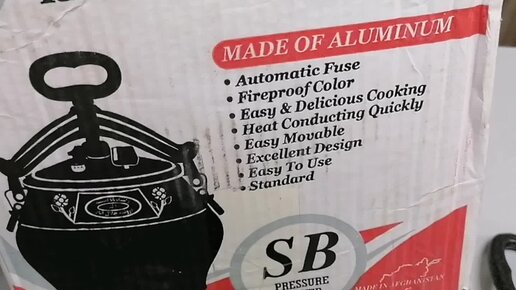 MADE OF ALUMINUM
• Automatic Fuse
• Fireproof Color
• Easy & Delicious Cooking
• Heat Conducting Quickly
• Easy Movable
• Excellent Design
• Easy To Use
• Standard
SB
PRESSURE
MADE IN AFGHANISTAN